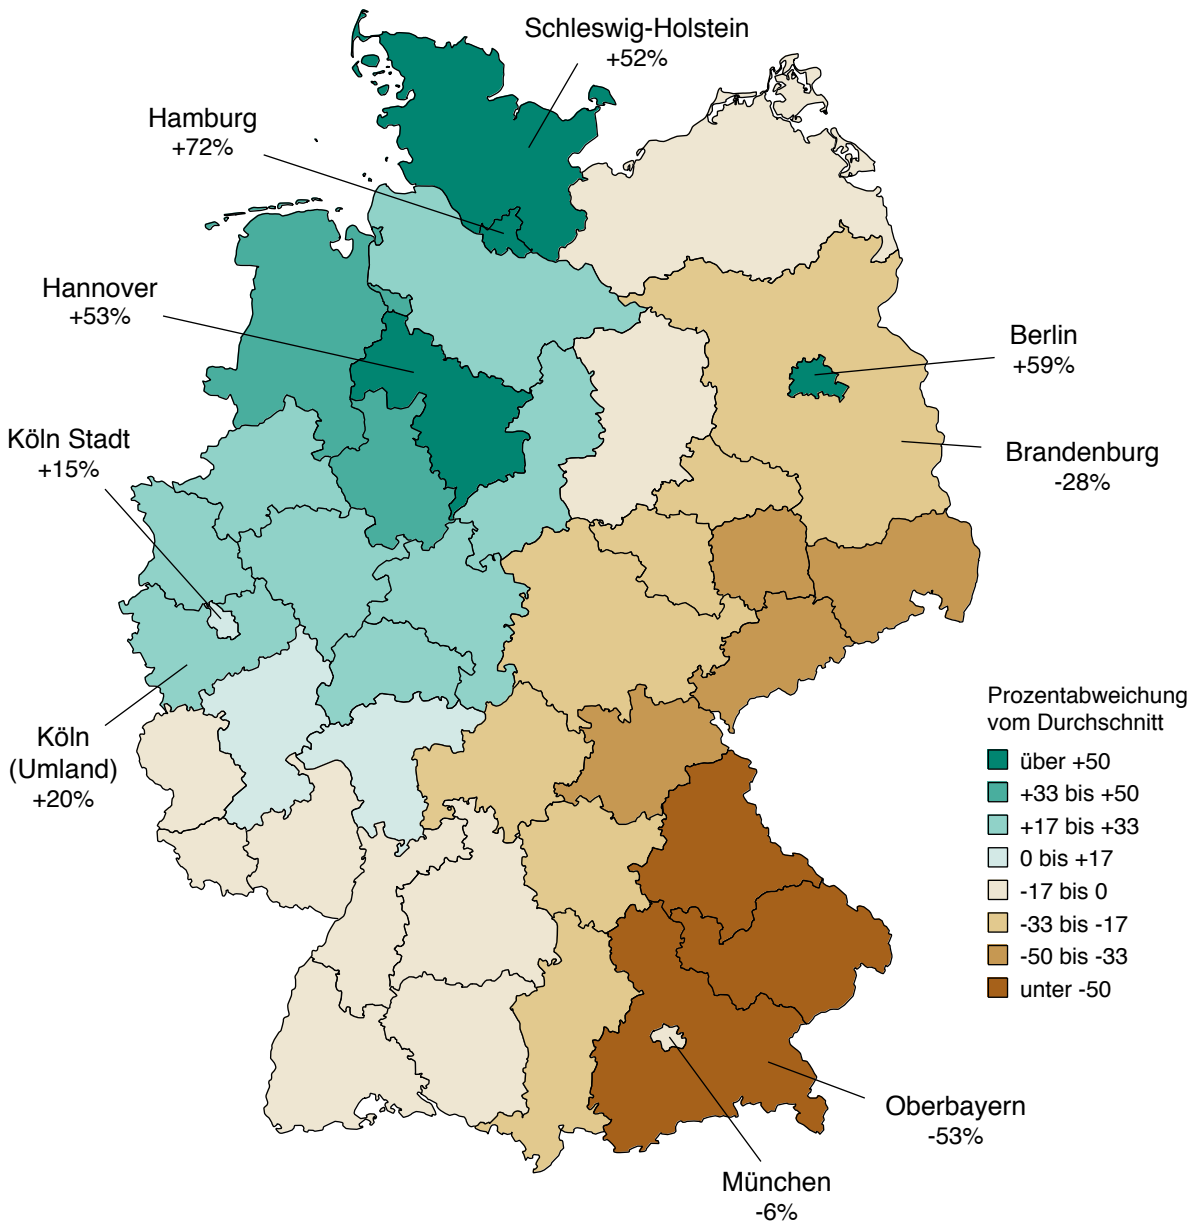 Schleswig-Holstein
+52%
Hamburg
+72%
Hannover
+53%
Berlin
+59%
Köln Stadt
+15%
Brandenburg
-28%
Köln
(Umland)
+20%
Prozentabweichung
vom Durchschnitt
über +50
+33 bis +50
+17 bis +33
0 bis +17
-17 bis 0
-33 bis -17
-50 bis -33
unter -50
Oberbayern
-53%
München
-6%